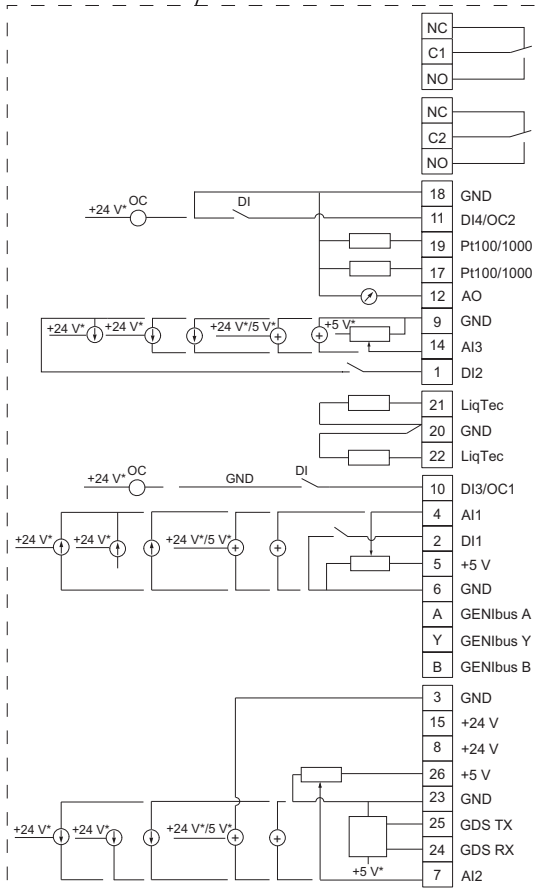 NC
C1
NO
NC
C2
NO
18 GND
+24 V* OC DI 11 DI4/OC2
19 Pt100/1000
17 Pt100/1000
12 AO
9 GND
+24 V* +24 V* +24 V*/5 V* +5 V*
14 AI3
1 DI2
21 LiqTec
20 GND
22 LiqTec
+24 V* OC GND DI 10 DI3/OC1
4 AI1
2 DI1
+24 V* +24 V* +24 V*/5 V*
5 +5 V
6 GND
A GENIbus A
Y GENIbus Y
B GENIbus B
3 GND
15 +24 V
8 +24 V
26 +5 V
23 GND
25 GDS TX
+24 V* +24 V* +24 V*/5 V*
24 GDS RX
+5 V*
7 AI2